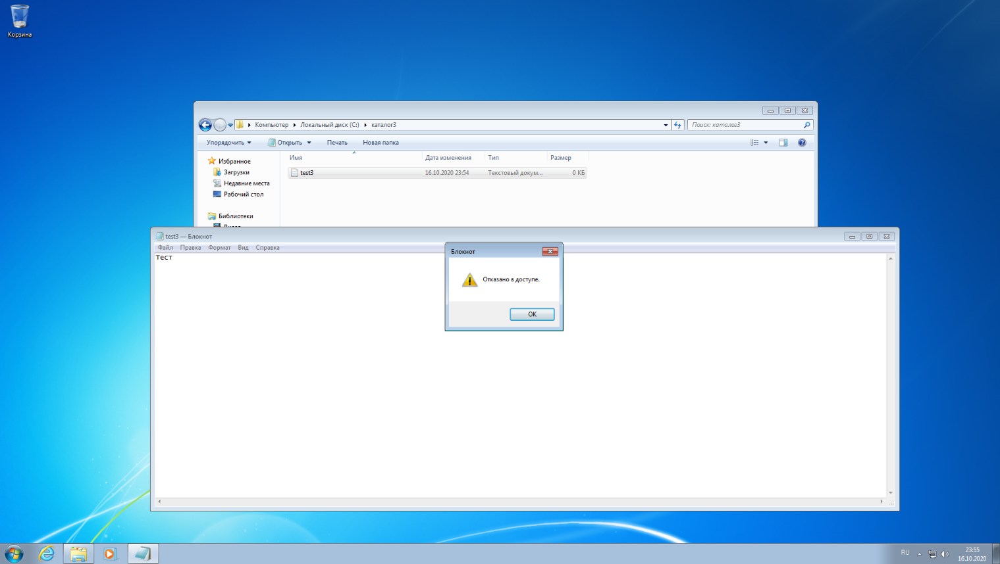 Корзина
Компьютер
Локальный диск (C:)
каталог3
Поиск: каталог3
Упорядочить
Открыть
Печать
Новая папка
Имя
Дата изменения
Тип
Размер
Избранное
Загрузки
Недавние места
Рабочий стол
Библиотеки
test3
16.10.2020 23:54
Текстовый докум...
0 КБ
test3 — Блокнот
Файл Правка Формат Вид Справка
Тест
Блокнот
Отказано в доступе.
OK
RU
23:55
16.10.2020